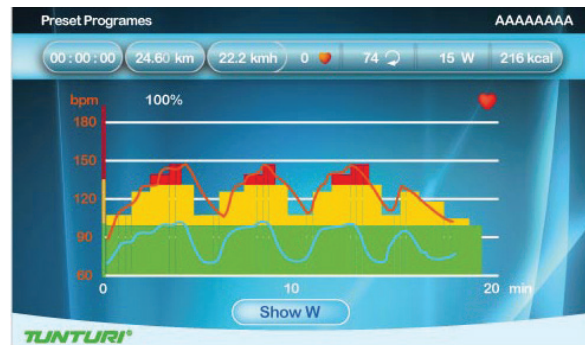 Preset Programes AAAAAAAA
00 : 00 : 00 24.60 km 22.2 kmh 0 74 15 W 216 kcal
bpm 100%
180
150
120
90
60
0 10 20 min
Show W
TUNTURI®